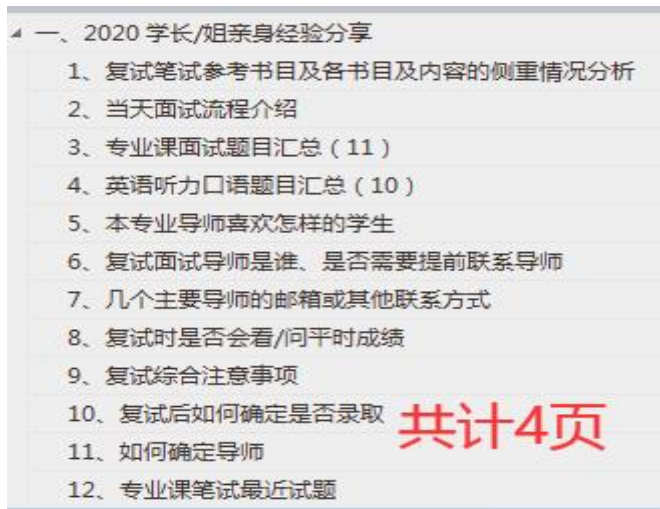 一、2020 学长/姐亲身经验分享
1、复试笔试参考书目及各书目及内容的侧重情况分析
2、当天面试流程介绍
3、专业课面试题目汇总（11）
4、英语听力口语题目汇总（10）
5、本专业导师喜欢怎样的学生
6、复试面试导师是谁、是否需要提前联系导师
7、几个主要导师的邮箱或其他联系方式
8、复试时是否会看/问平时成绩
9、复试综合注意事项
10、复试后如何确定是否录取
共计4页
11、如何确定导师
12、专业课笔试最近试题